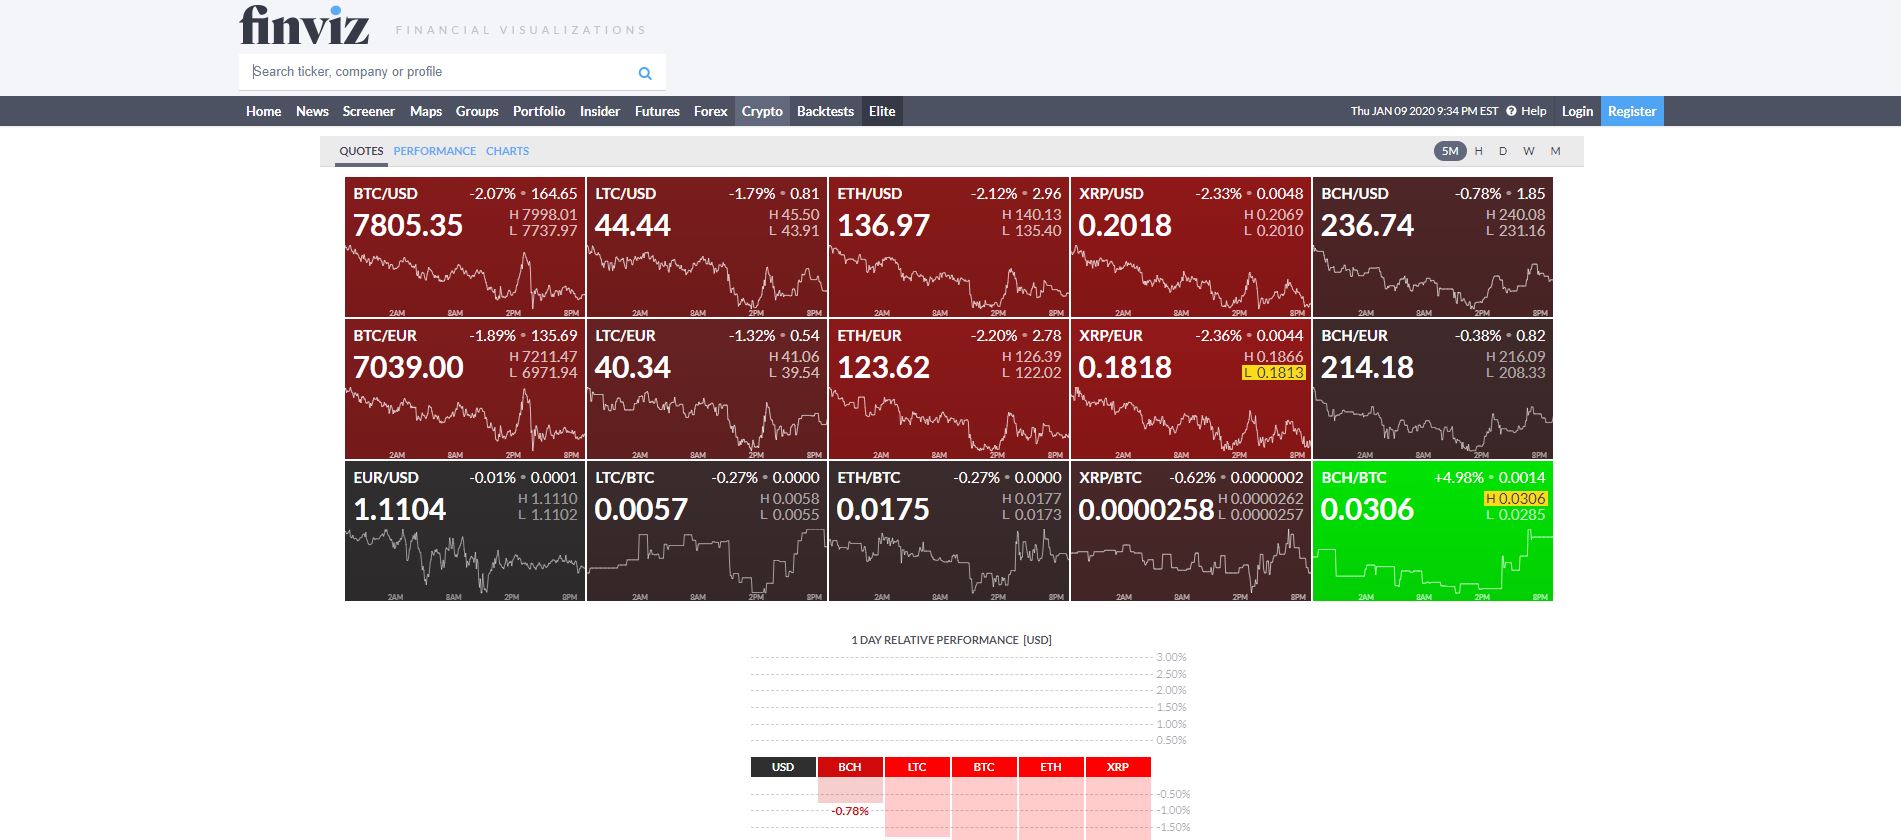 finviz FINANCIAL VISUALIZATIONS
Search ticker, company or profile
Home News Screener Maps Groups Portfolio Insider Futures Forex Crypto Backtests Elite Thu JAN 09 2020 9:34 PM EST Help Login Register
QUOTES PERFORMANCE CHARTS 5M H D W M
BTC/USD -2.07% • 164.65
7805.35 H 7998.01
L 7737.97
2AM 8AM 2PM 8PM
LTC/USD -1.79% • 0.81
44.44 H 45.50
L 43.91
2AM 8AM 2PM 8PM
ETH/USD -2.12% • 2.96
136.97 H 140.13
L 135.40
2AM 8AM 2PM 8PM
XRP/USD -2.33% • 0.0048
0.2018 H 0.2069
L 0.2010
2AM 8AM 2PM 8PM
BCH/USD -0.78% • 1.85
236.74 H 240.08
L 231.16
2AM 8AM 2PM 8PM
BTC/EUR -1.89% • 135.69
7039.00 H 7211.47
L 6971.94
2AM 8AM 2PM 8PM
LTC/EUR -1.32% • 0.54
40.34 H 41.06
L 39.54
2AM 8AM 2PM 8PM
ETH/EUR -2.20% • 2.78
123.62 H 126.39
L 122.02
2AM 8AM 2PM 8PM
XRP/EUR -2.36% • 0.0044
0.1818 H 0.1866
L 0.1813
2AM 8AM 2PM 8PM
BCH/EUR -0.38% • 0.82
214.18 H 216.09
L 208.33
2AM 8AM 2PM 8PM
EUR/USD -0.01% • 0.0001
1.1104 H 1.1110
L 1.1102
2AM 8AM 2PM 8PM
LTC/BTC -0.27% • 0.0000
0.0057 H 0.0058
L 0.0055
2AM 8AM 2PM 8PM
ETH/BTC -0.27% • 0.0000
0.0175 H 0.0177
L 0.0173
2AM 8AM 2PM 8PM
XRP/BTC -0.62% • 0.0000002
0.0000258 H 0.0000262
L 0.0000257
2AM 8AM 2PM 8PM
BCH/BTC +4.98% • 0.0014
0.0306 H 0.0306
L 0.0285
2AM 8AM 2PM 8PM
1 DAY RELATIVE PERFORMANCE [USD]
3.00%
2.50%
2.00%
1.50%
1.00%
0.50%
USD BCH LTC BTC ETH XRP
-0.50%
-0.78% -1.00%
-1.50%